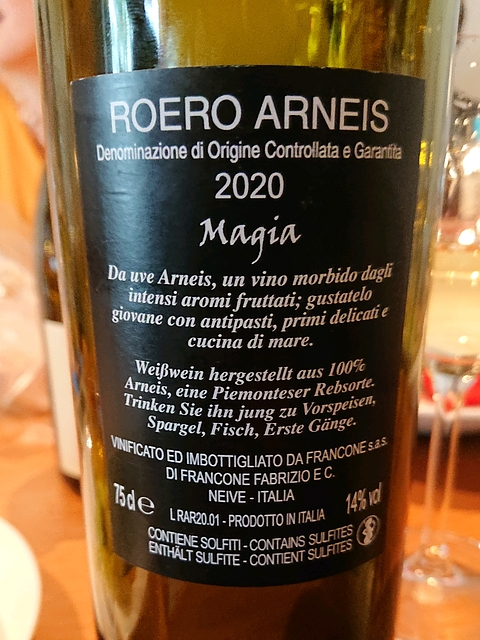 ROERO ARNEIS
Denominazione di Origine Controllata e Garantita
2020
Magia
Da uve Arneis, un vino morbido dagli
intensi aromi fruttati; gustatelo
giovane con antipasti, primi delicati e
cucina di mare.
Weißwein hergestellt aus 100%
Arneis, eine Piemonteser Rebsorte.
Trinken Sie ihn jung zu Vorspeisen,
Spargel, Fisch, Erste Gänge.
VINIFICATO ED IMBOTTIGLIATO DA FRANCONE s.a.s.
DI FRANCONE FABRIZIO E C.
NEIVE - ITALIA
75cl e L RAR20.01 - PRODOTTO IN ITALIA 14% vol
CONTIENE SOLFITI - CONTAINS SULFITES
ENTHÄLT SULFITE - CONTIENT SULFITES